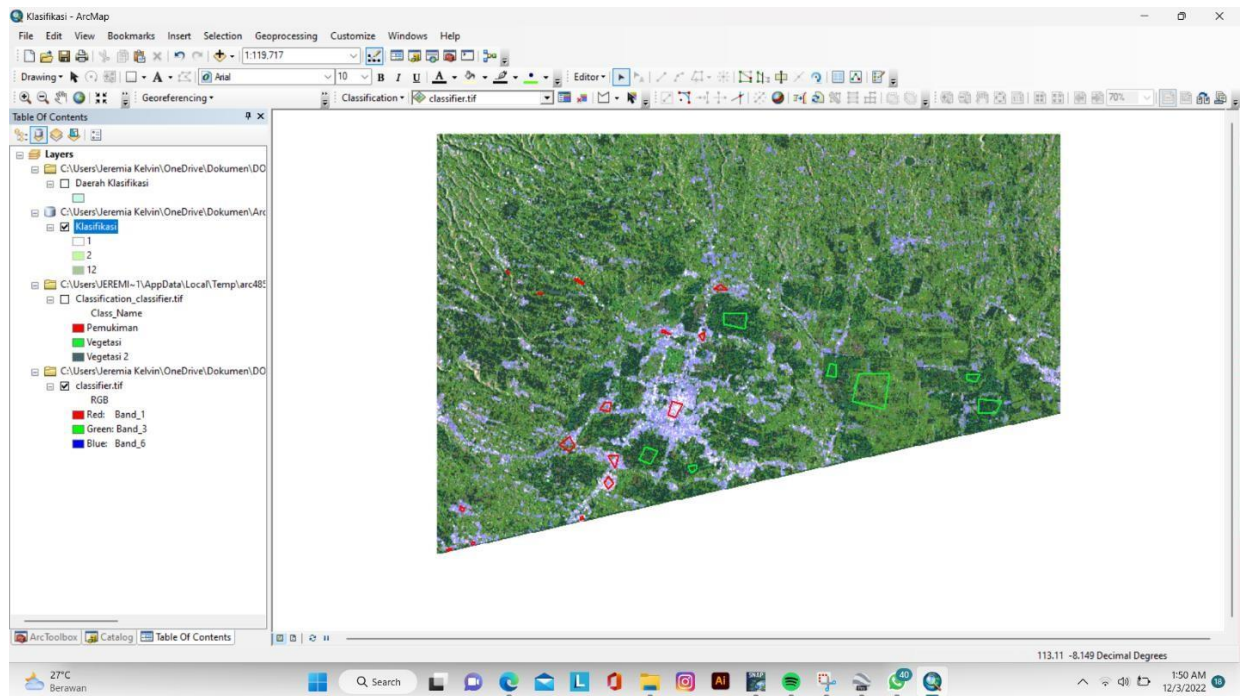 Klasifikasi - ArcMap
File Edit View Bookmarks Insert Selection Geoprocessing Customize Windows Help
1:119,717
Drawing Arial 10 B I U A Editor
Georeferencing Classification classifier.tif 70%
Table Of Contents
Layers
C:\Users\Jeremia Kelvin\OneDrive\Dokumen\DO
Daerah Klasifikasi
C:\Users\Jeremia Kelvin\OneDrive\Dokumen\Arc
Klasifikasi
1
2
12
C:\Users\JEREMI~1\AppData\Local\Temp\arc485
Classification_classifier.tif
Class_Name
Pemukiman
Vegetasi
Vegetasi 2
C:\Users\Jeremia Kelvin\OneDrive\Dokumen\DO
classifier.tif
RGB
Red: Band_1
Green: Band_3
Blue: Band_6
ArcToolbox Catalog Table Of Contents
113.11 -8.149 Decimal Degrees
27°C
Berawan
Search
L
Ai
SNAP
40
1:50 AM
12/3/2022
18